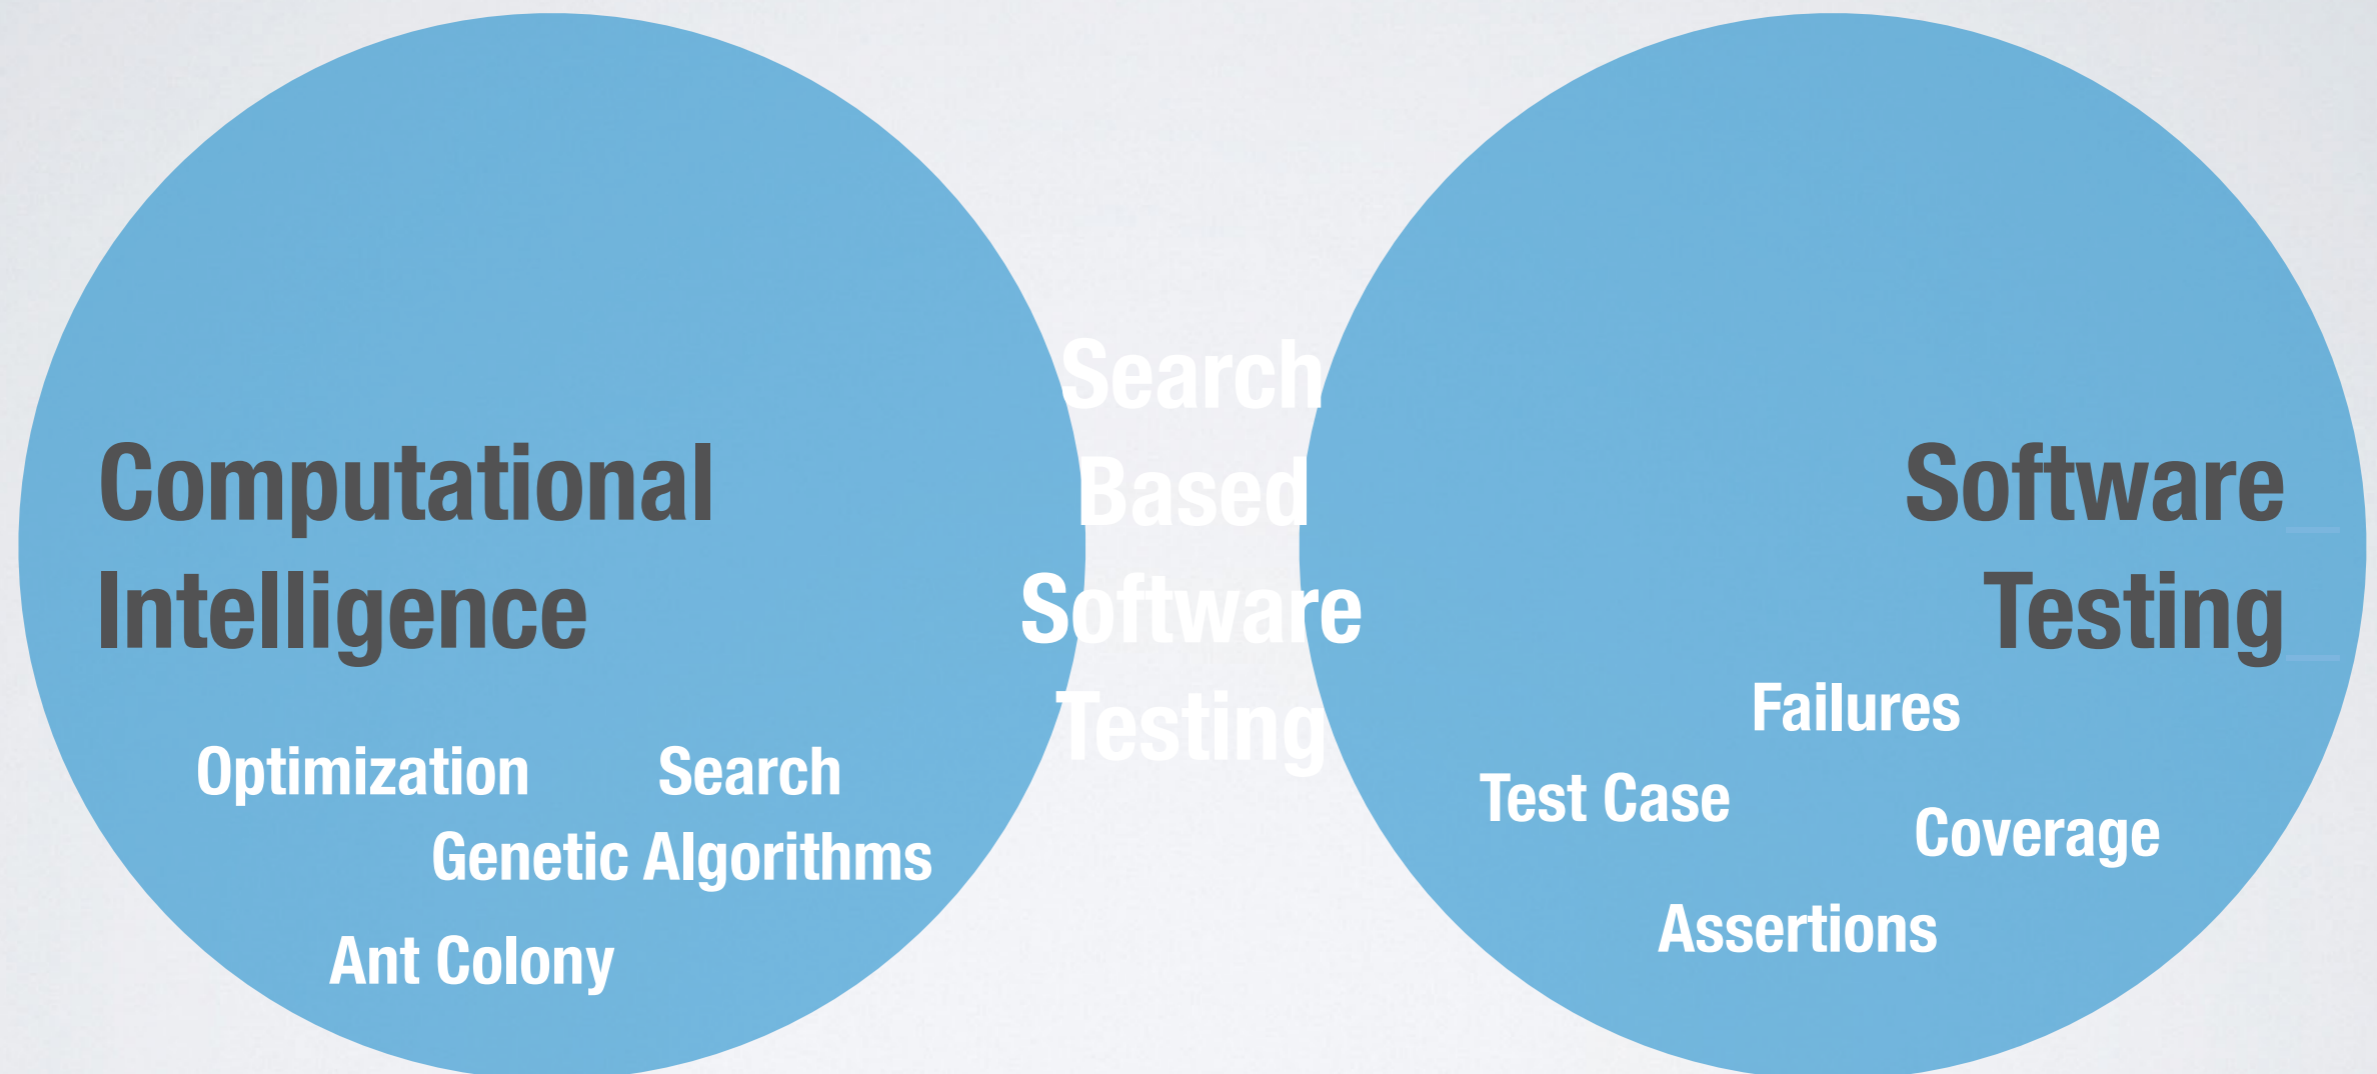 Computational
Intelligence
Optimization
Search
Genetic Algorithms
Ant Colony
Search
Based
Software
Testing
Software
Testing
Failures
Test Case
Coverage
Assertions